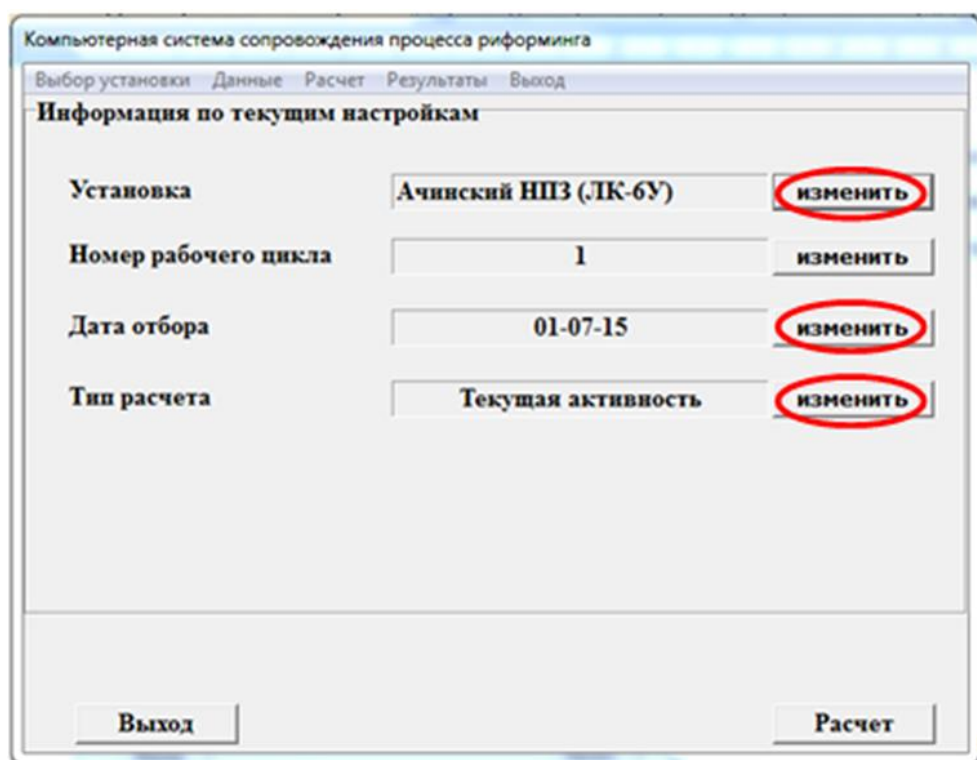 Компьютерная система сопровождения процесса риформинга
Выбор установки Данные Расчет Результаты Выход
Информация по текущим настройкам
Установка Ачинский НПЗ (ЛК-6У) изменить
Номер рабочего цикла 1 изменить
Дата отбора 01-07-15 изменить
Тип расчета Текущая активность изменить
Выход Расчет